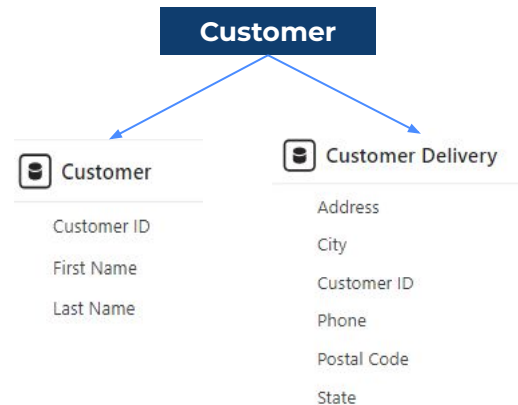 Customer
Customer
Customer ID
First Name
Last Name
Customer Delivery
Address
City
Customer ID
Phone
Postal Code
State